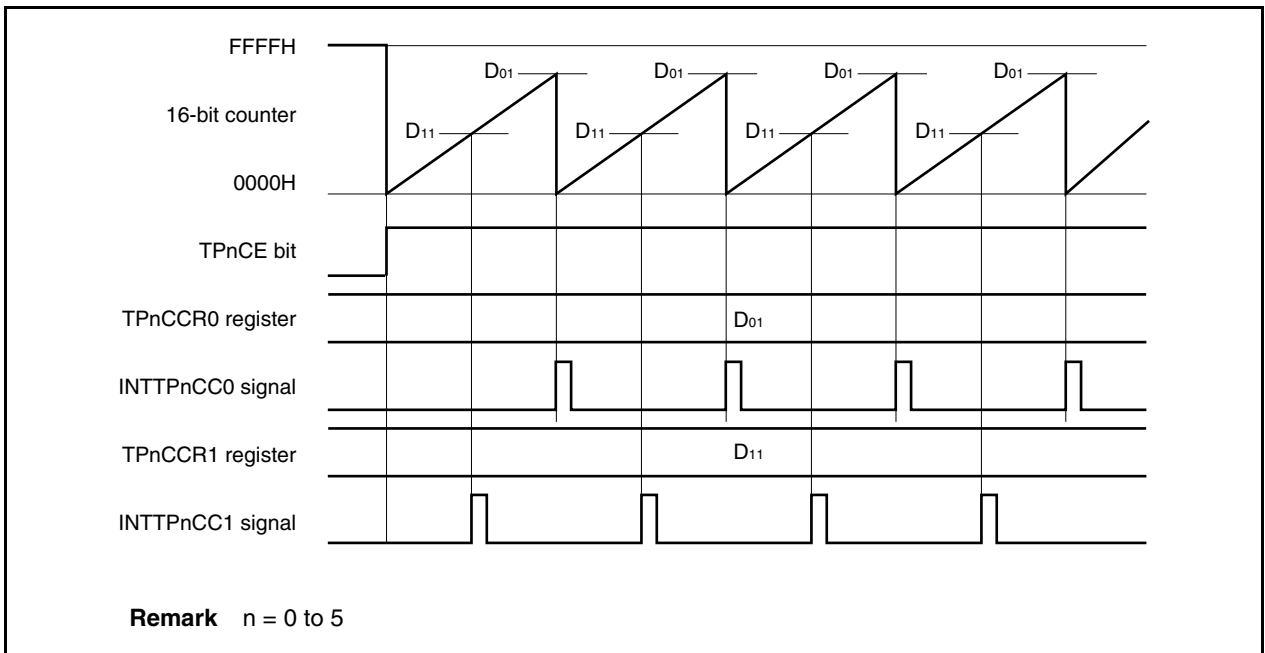 FFFFH
D01 D01 D01 D01
16-bit counter
D11 D11 D11 D11
0000H
TPnCE bit
TPnCCR0 register
D01
INTTPnCC0 signal
TPnCCR1 register
D11
INTTPnCC1 signal
Remark n = 0 to 5